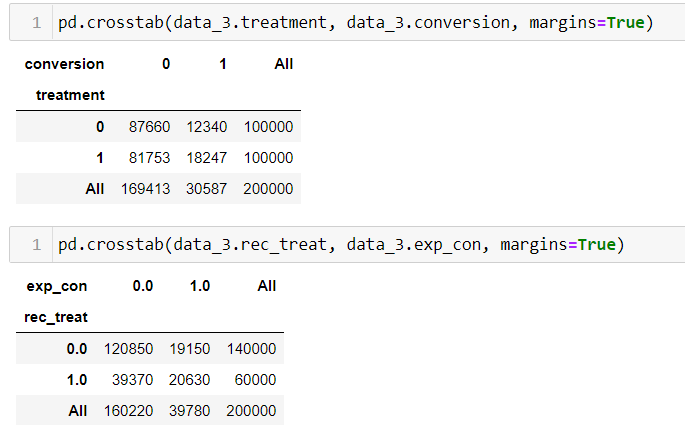 1 pd.crosstab(data_3.treatment, data_3.conversion, margins=True)
conversion 0 1 All
treatment
0 87660 12340 100000
1 81753 18247 100000
All 169413 30587 200000
1 pd.crosstab(data_3.rec_treat, data_3.exp_con, margins=True)
exp_con 0.0 1.0 All
rec_treat
0.0 120850 19150 140000
1.0 39370 20630 60000
All 160220 39780 200000